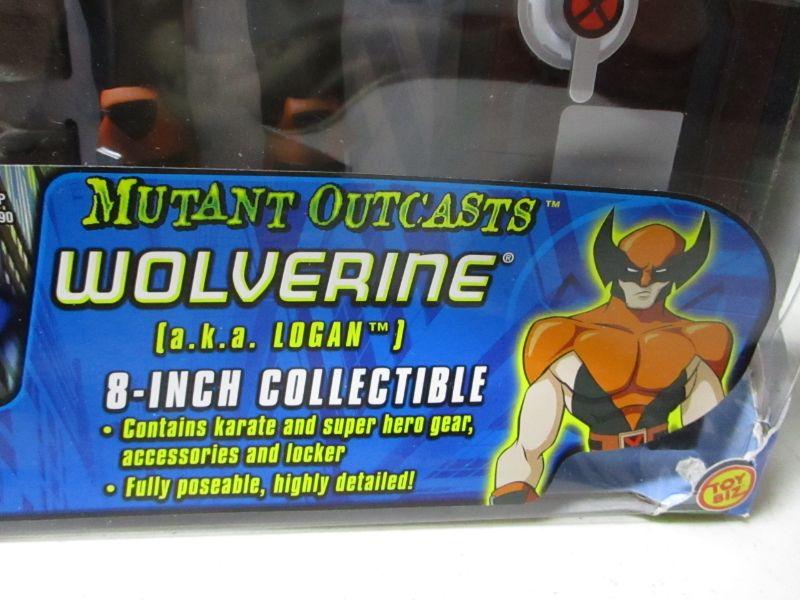 MUTANT OUTCASTS™
WOLVERINE®
(a.k.a. LOGAN™)
8-INCH COLLECTIBLE
• Contains karate and super hero gear,
accessories and locker
• Fully poseable, highly detailed!
TOY
BIZ
90